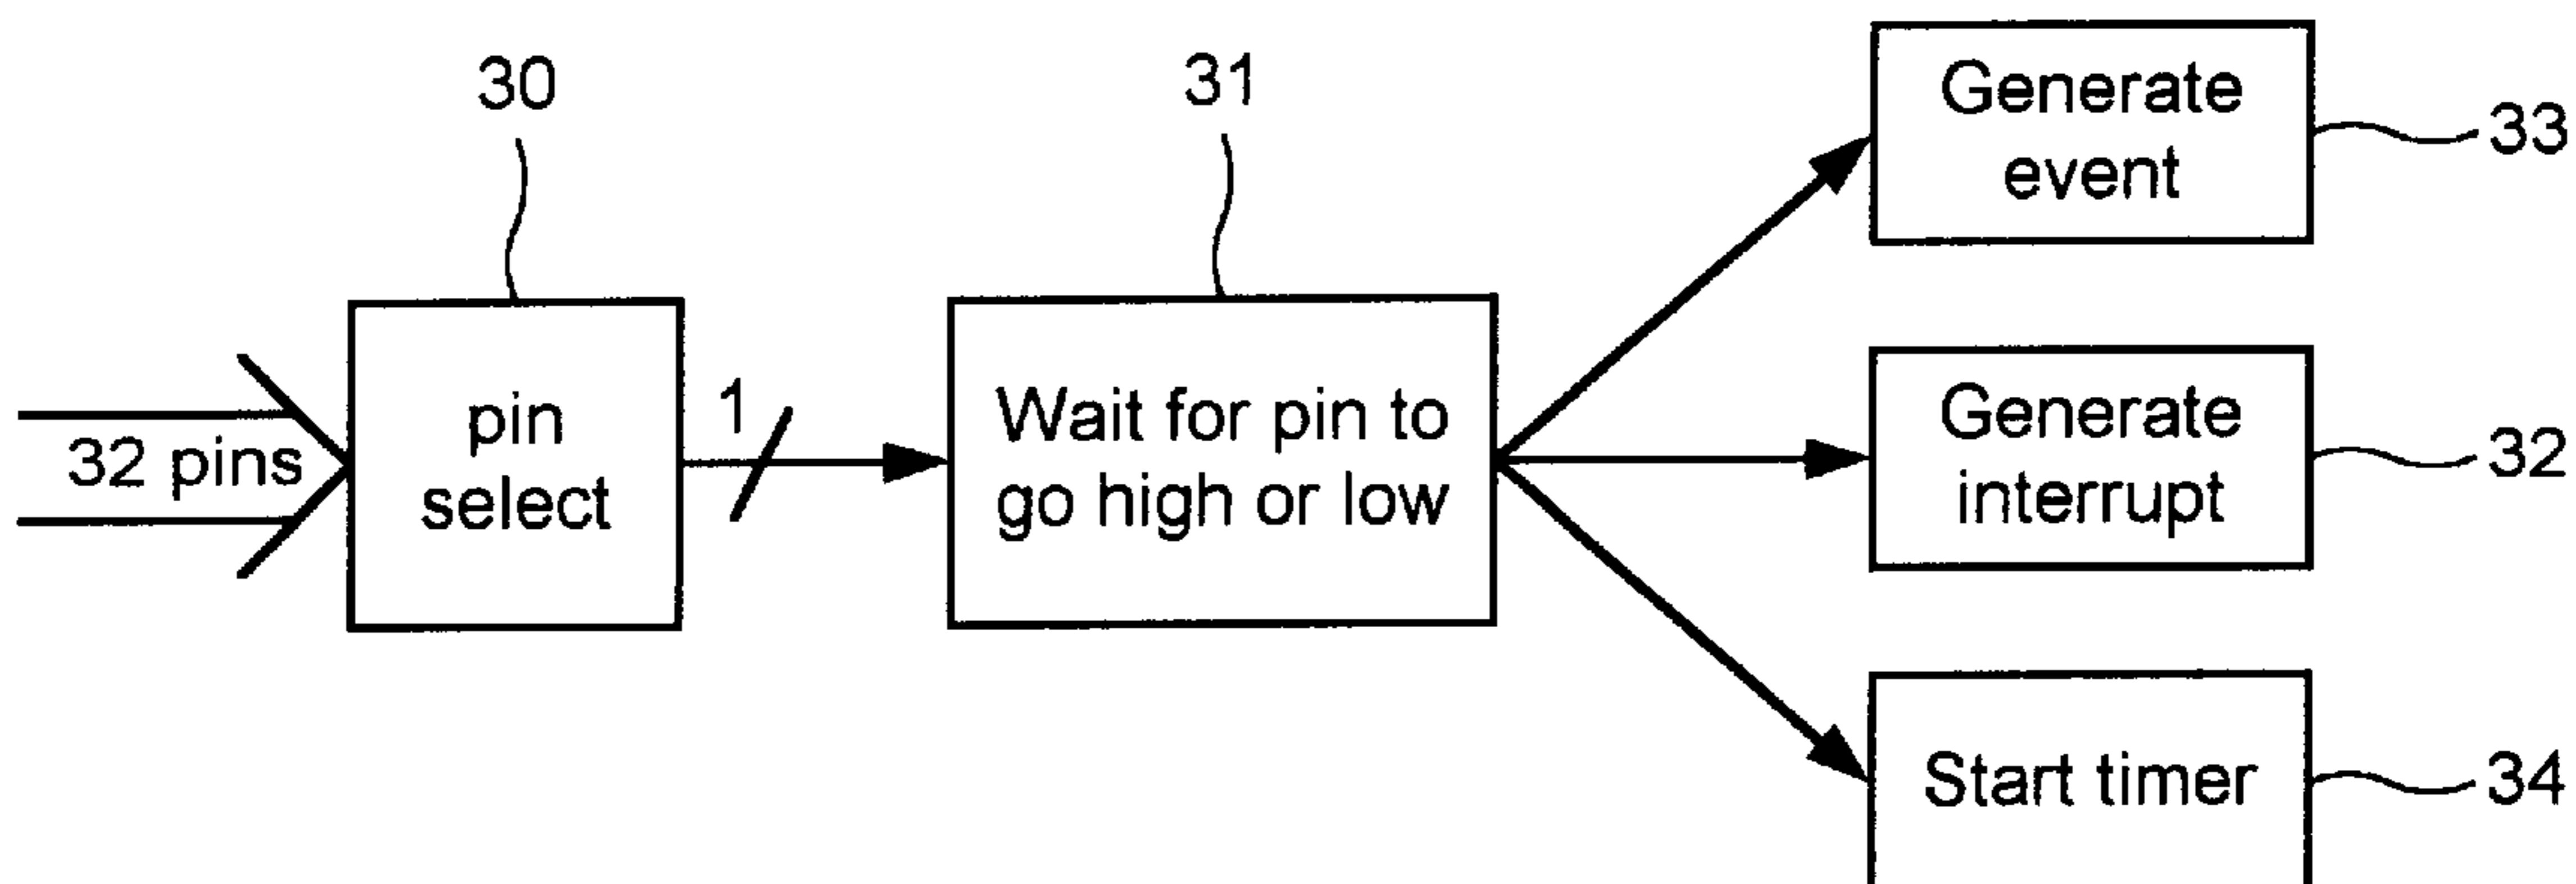 30
31
Generate
event
33
32 pins
pin
select
1
Wait for pin to
go high or low
Generate
interrupt
32
Start timer
34